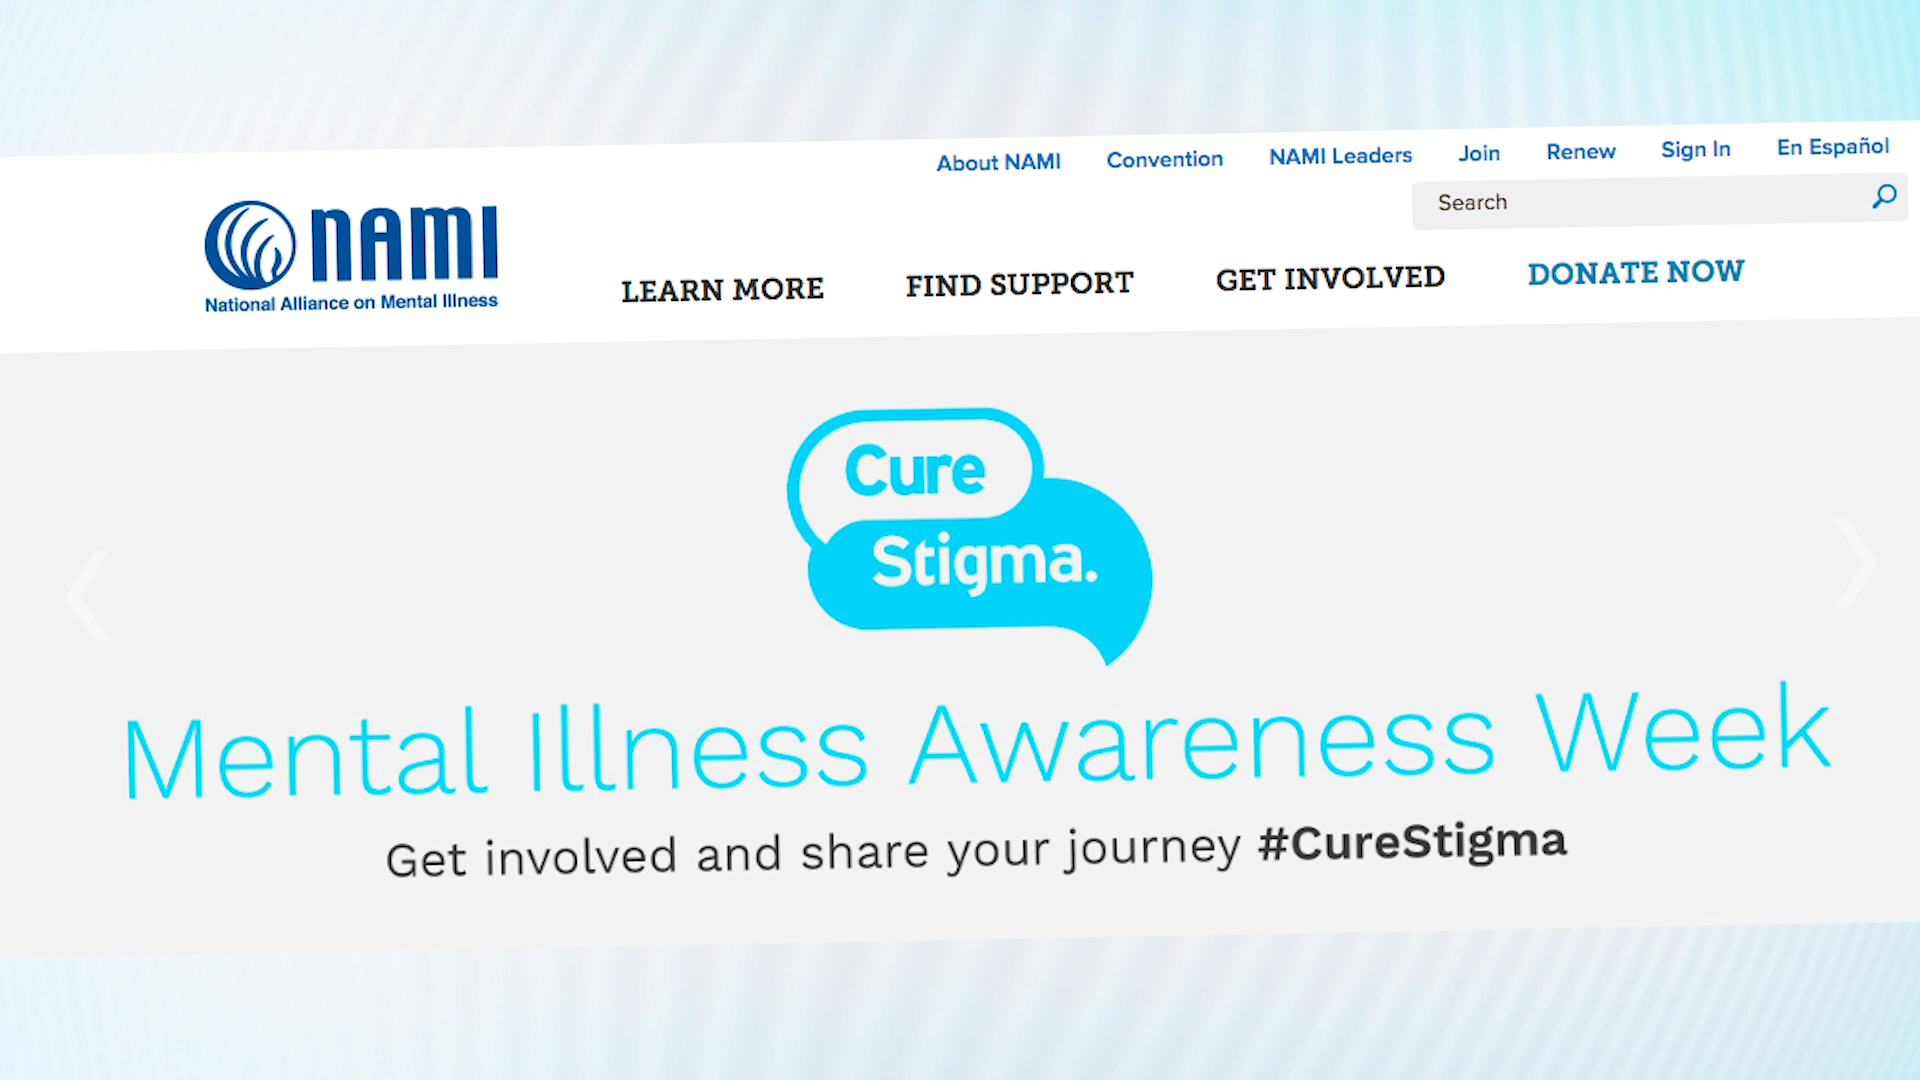 About NAMI Convention NAMI Leaders Join Renew Sign In En Español
Search
NAMI
National Alliance on Mental Illness
LEARN MORE FIND SUPPORT GET INVOLVED DONATE NOW
Cure
Stigma.
Mental Illness Awareness Week
Get involved and share your journey #CureStigma